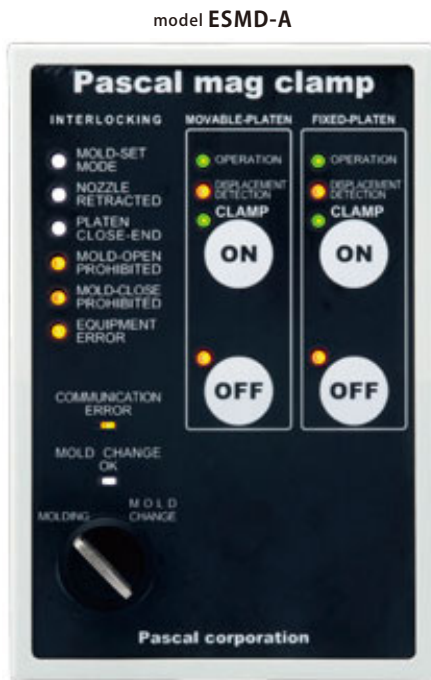 model ESMD-A
Pascal mag clamp
INTERLOCKING
MOLD-SET
MODE
NOZZLE
RETRACTED
PLATEN
CLOSE-END
MOLD-OPEN
PROHIBITED
MOLD-CLOSE
PROHIBITED
EQUIPMENT
ERROR
COMMUNICATION
ERROR
MOLD CHANGE
OK
MOLDING
MOLD
CHANGE
MOVABLE-PLATEN
OPERATION
DISPLACEMENT
DETECTION
CLAMP
ON
OFF
FIXED-PLATEN
OPERATION
DISPLACEMENT
DETECTION
CLAMP
ON
OFF
Pascal corporation